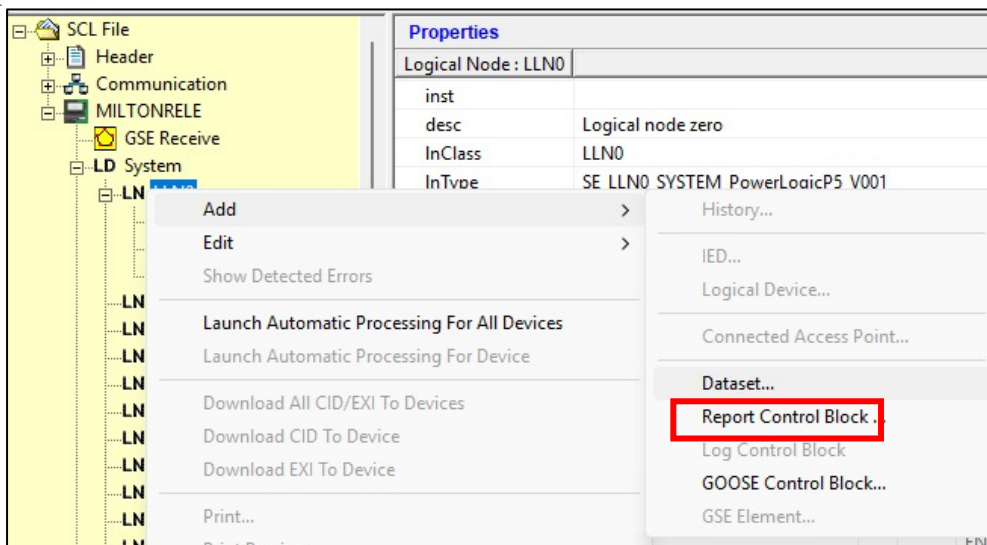 SCL File
Header
Communication
MILTONRELE
GSE Receive
LD System
LN LLN0
LN
LN
LN
LN
LN
LN
LN
LN
LN
Properties
Logical Node : LLN0
inst
desc Logical node zero
InClass LLN0
InType SE_LLN0_SYSTEM_PowerLogicP5_V001
Add
Edit
Show Detected Errors
Launch Automatic Processing For All Devices
Launch Automatic Processing For Device
Download All CID/EXI To Devices
Download CID To Device
Download EXI To Device
Print...
History...
IED...
Logical Device...
Connected Access Point...
Dataset...
Report Control Block ...
Log Control Block
GOOSE Control Block...
GSE Element...